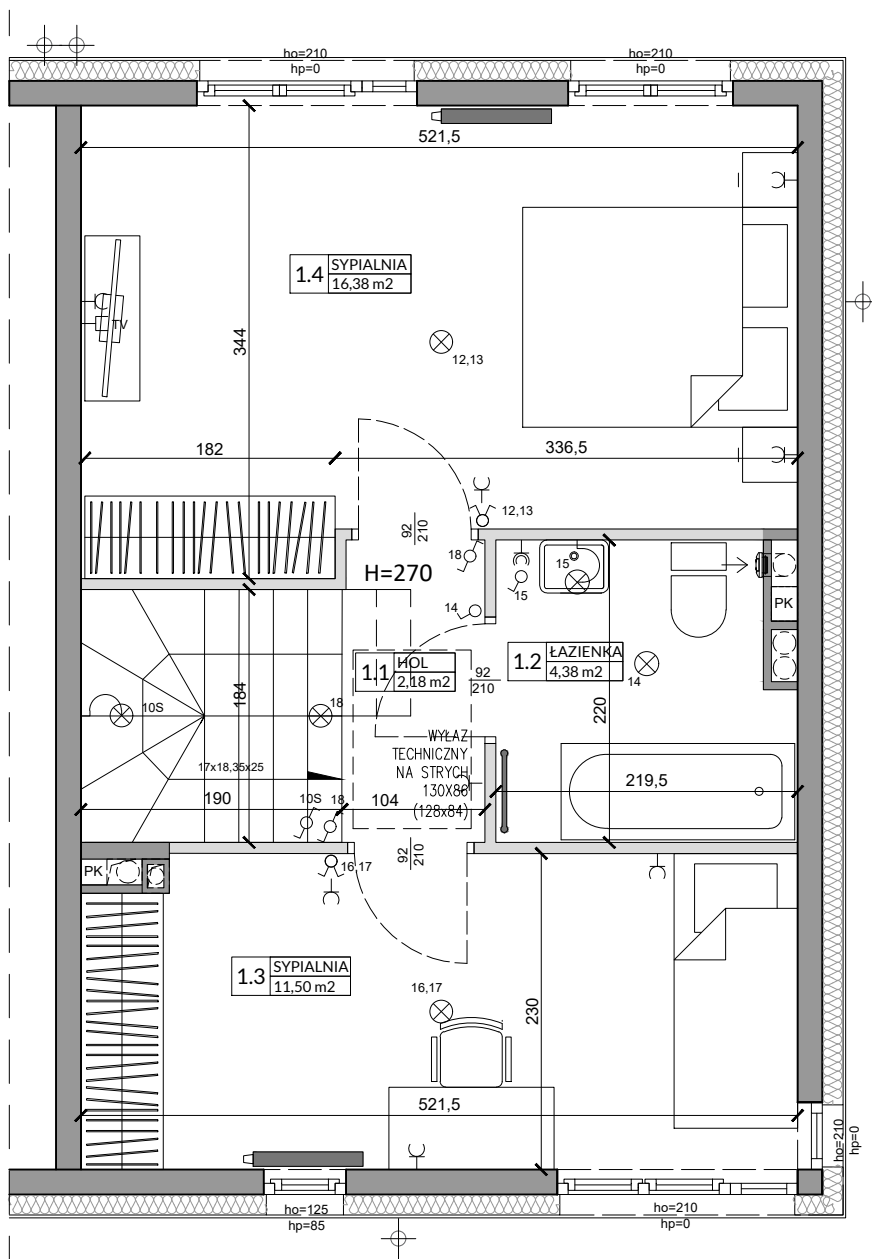 ho=210
hp=0
ho=210
hp=0
521,5
1.4
SYPIALNIA
16,38 m2
TV
344
12,13
182
336,5
12,13
92
210
18
H=270
15
15
PK
14
1.1
HOL
2,18 m2
92
210
1.2
ŁAZIENKA
4,38 m2
14
184
10S
18
220
WYŁAZ
TECHNICZNY
NA STRYCH
130X86
(128x84)
17x18,35x25
219,5
190
10S
18
104
92
210
PK
16,17
1.3
SYPIALNIA
11,50 m2
16,17
230
521,5
ho=210
hp=0
ho=125
hp=85
ho=210
hp=0